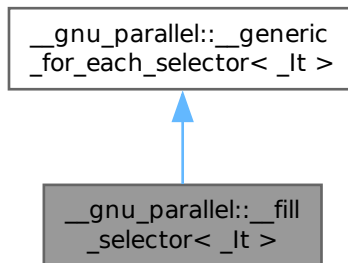 __gnu_parallel::__generic
_for_each_selector< _It >
__gnu_parallel::__fill
_selector< _It >